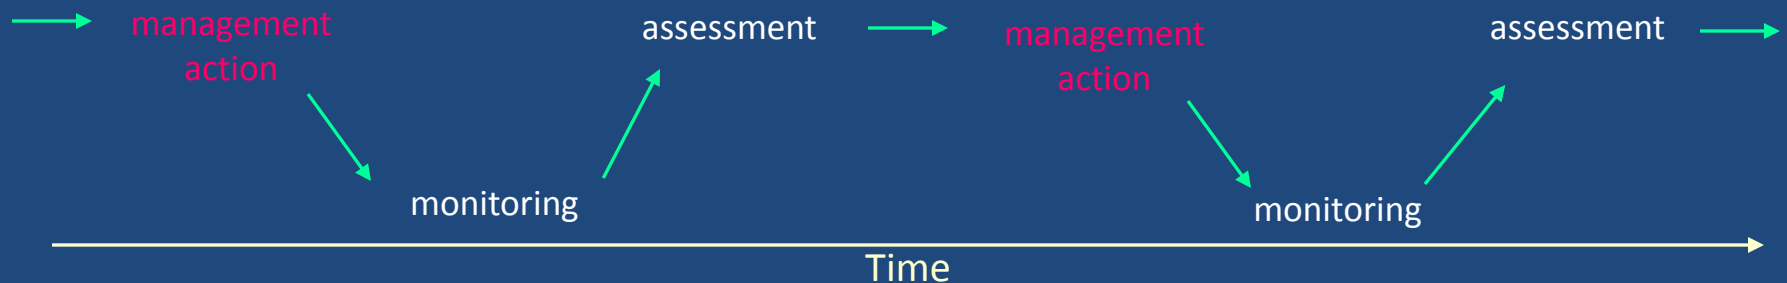 management
action
monitoring
assessment
management
action
monitoring
assessment
Time